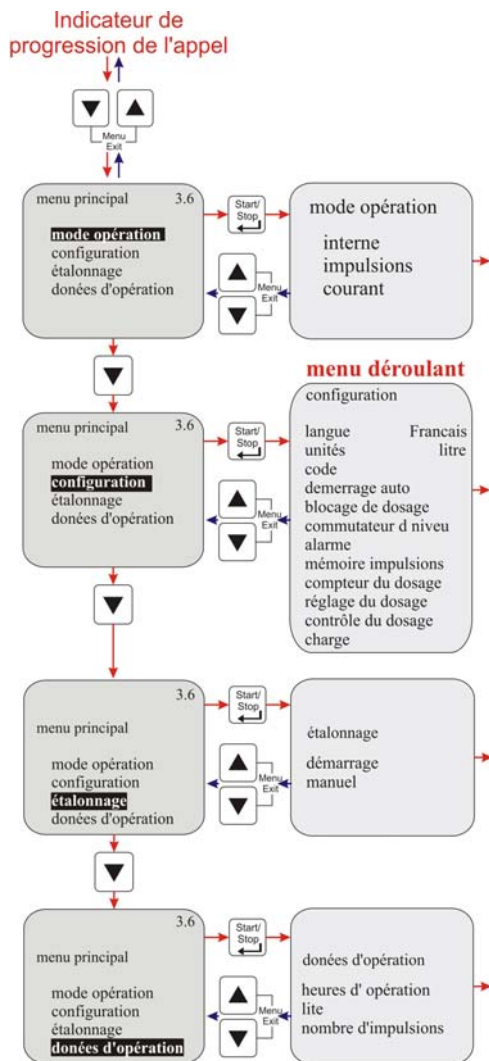 Indicateur de
progression de l'appel
Menu
Exit
menu principal 3.6
mode opération
configuration
étalonnage
donées d'opération
Start/
Stop
Menu
Exit
mode opération
interne
impulsions
courant
menu principal 3.6
mode opération
configuration
étalonnage
donées d'opération
Start/
Stop
Menu
Exit
menu déroulant
configuration
langue Francais
unités litre
code
demerrage auto
blocage de dosage
commutateur d niveu
alarme
mémoire impulsions
compteur du dosage
réglage du dosage
contrôle du dosage
charge
3.6
menu principal
mode opération
configuration
étalonnage
donées d'opération
Start/
Stop
Menu
Exit
étalonnage
démarrage
manuel
3.6
menu principal
mode opération
configuration
étalonnage
donées d'opération
Start/
Stop
Menu
Exit
donées d'opération
heures d' opération
lite
nombre d'impulsions